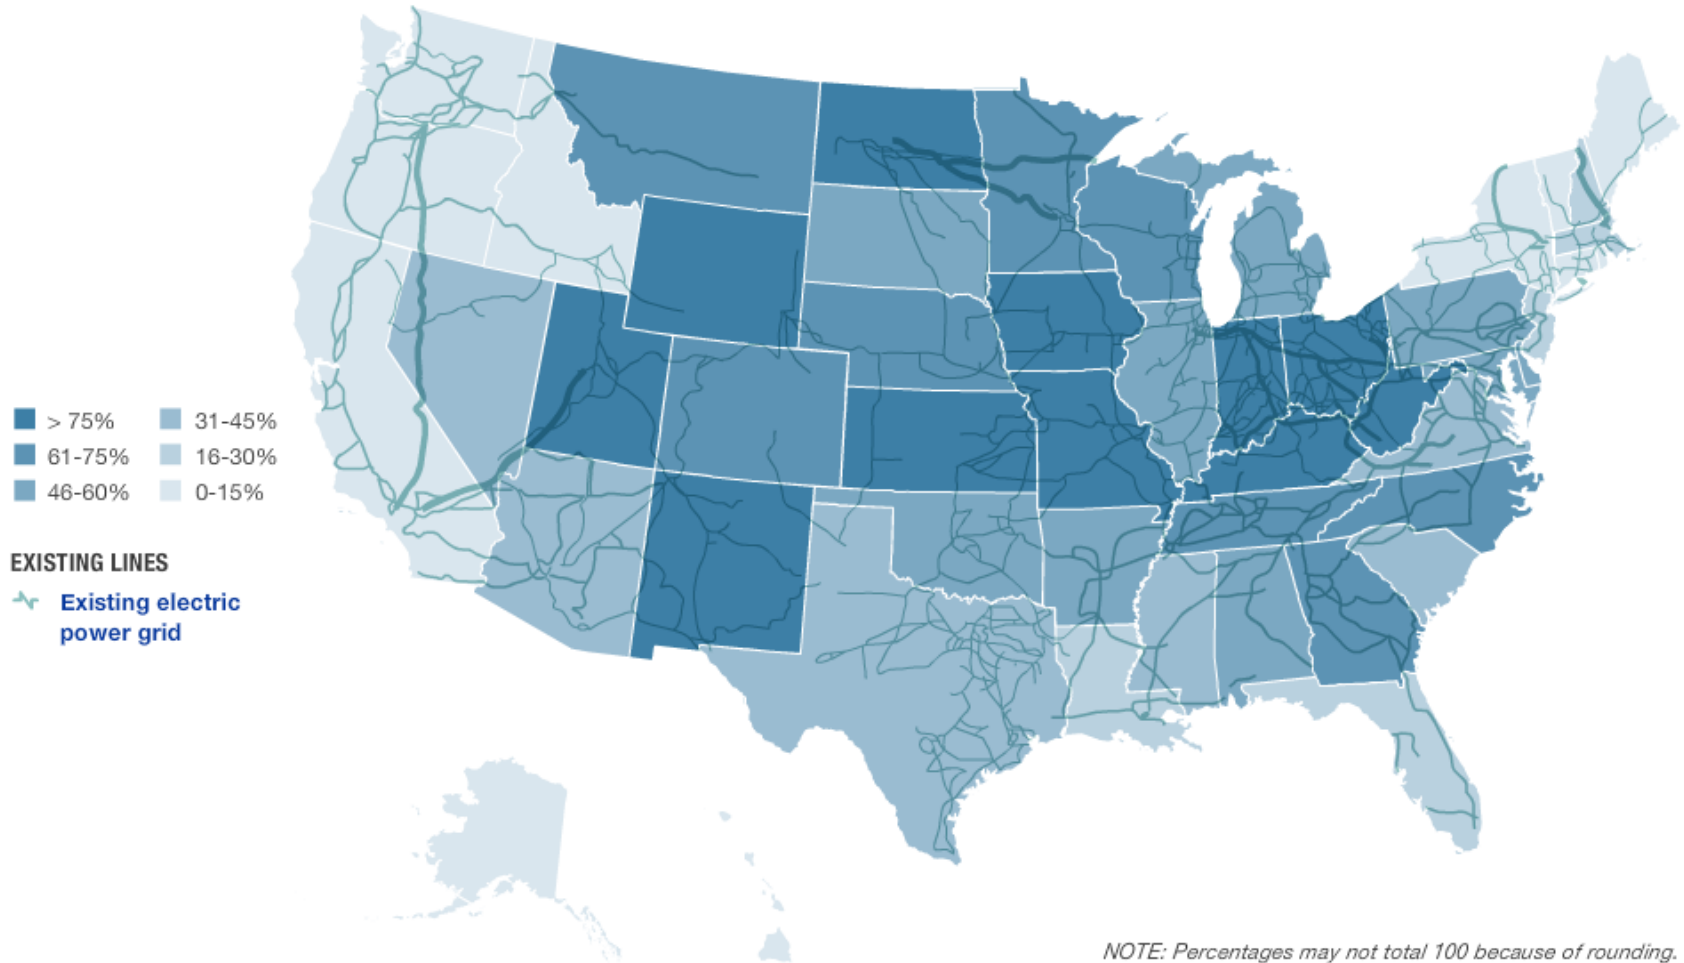 > 75%
31-45%
61-75%
16-30%
46-60%
0-15%
EXISTING LINES
Existing electric
power grid
NOTE: Percentages may not total 100 because of rounding.